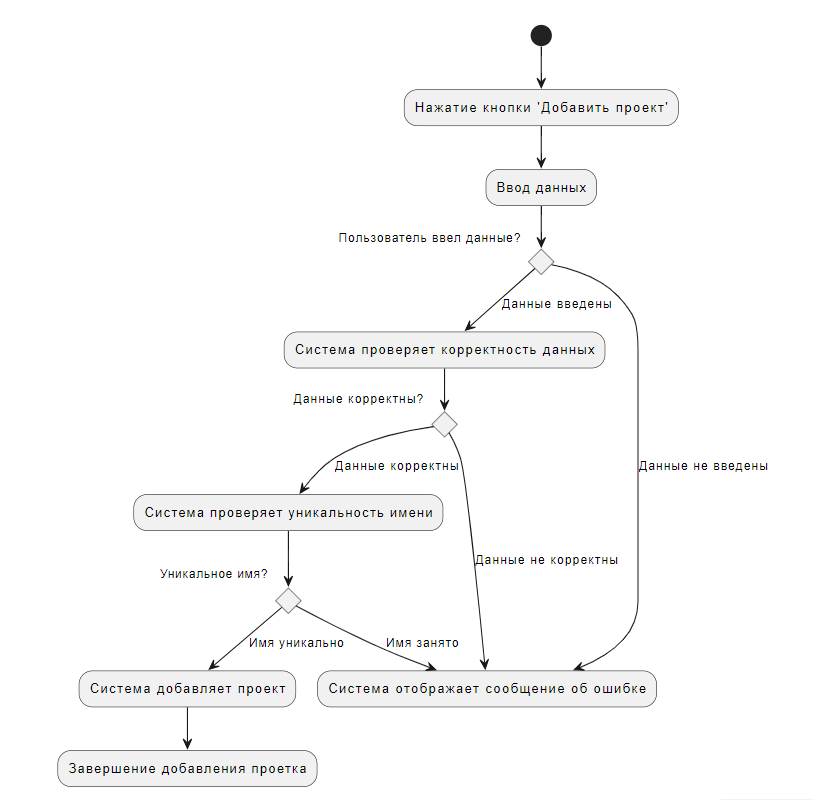 Нажатие кнопки 'Добавить проект'
Ввод данных
Пользователь ввел данные?
Данные введены
Система проверяет корректность данных
Данные корректны?
Данные корректны
Данные не введены
Система проверяет уникальность имени
Данные не корректны
Уникальное имя?
Имя уникально
Имя занято
Система добавляет проект
Система отображает сообщение об ошибке
Завершение добавления проетка